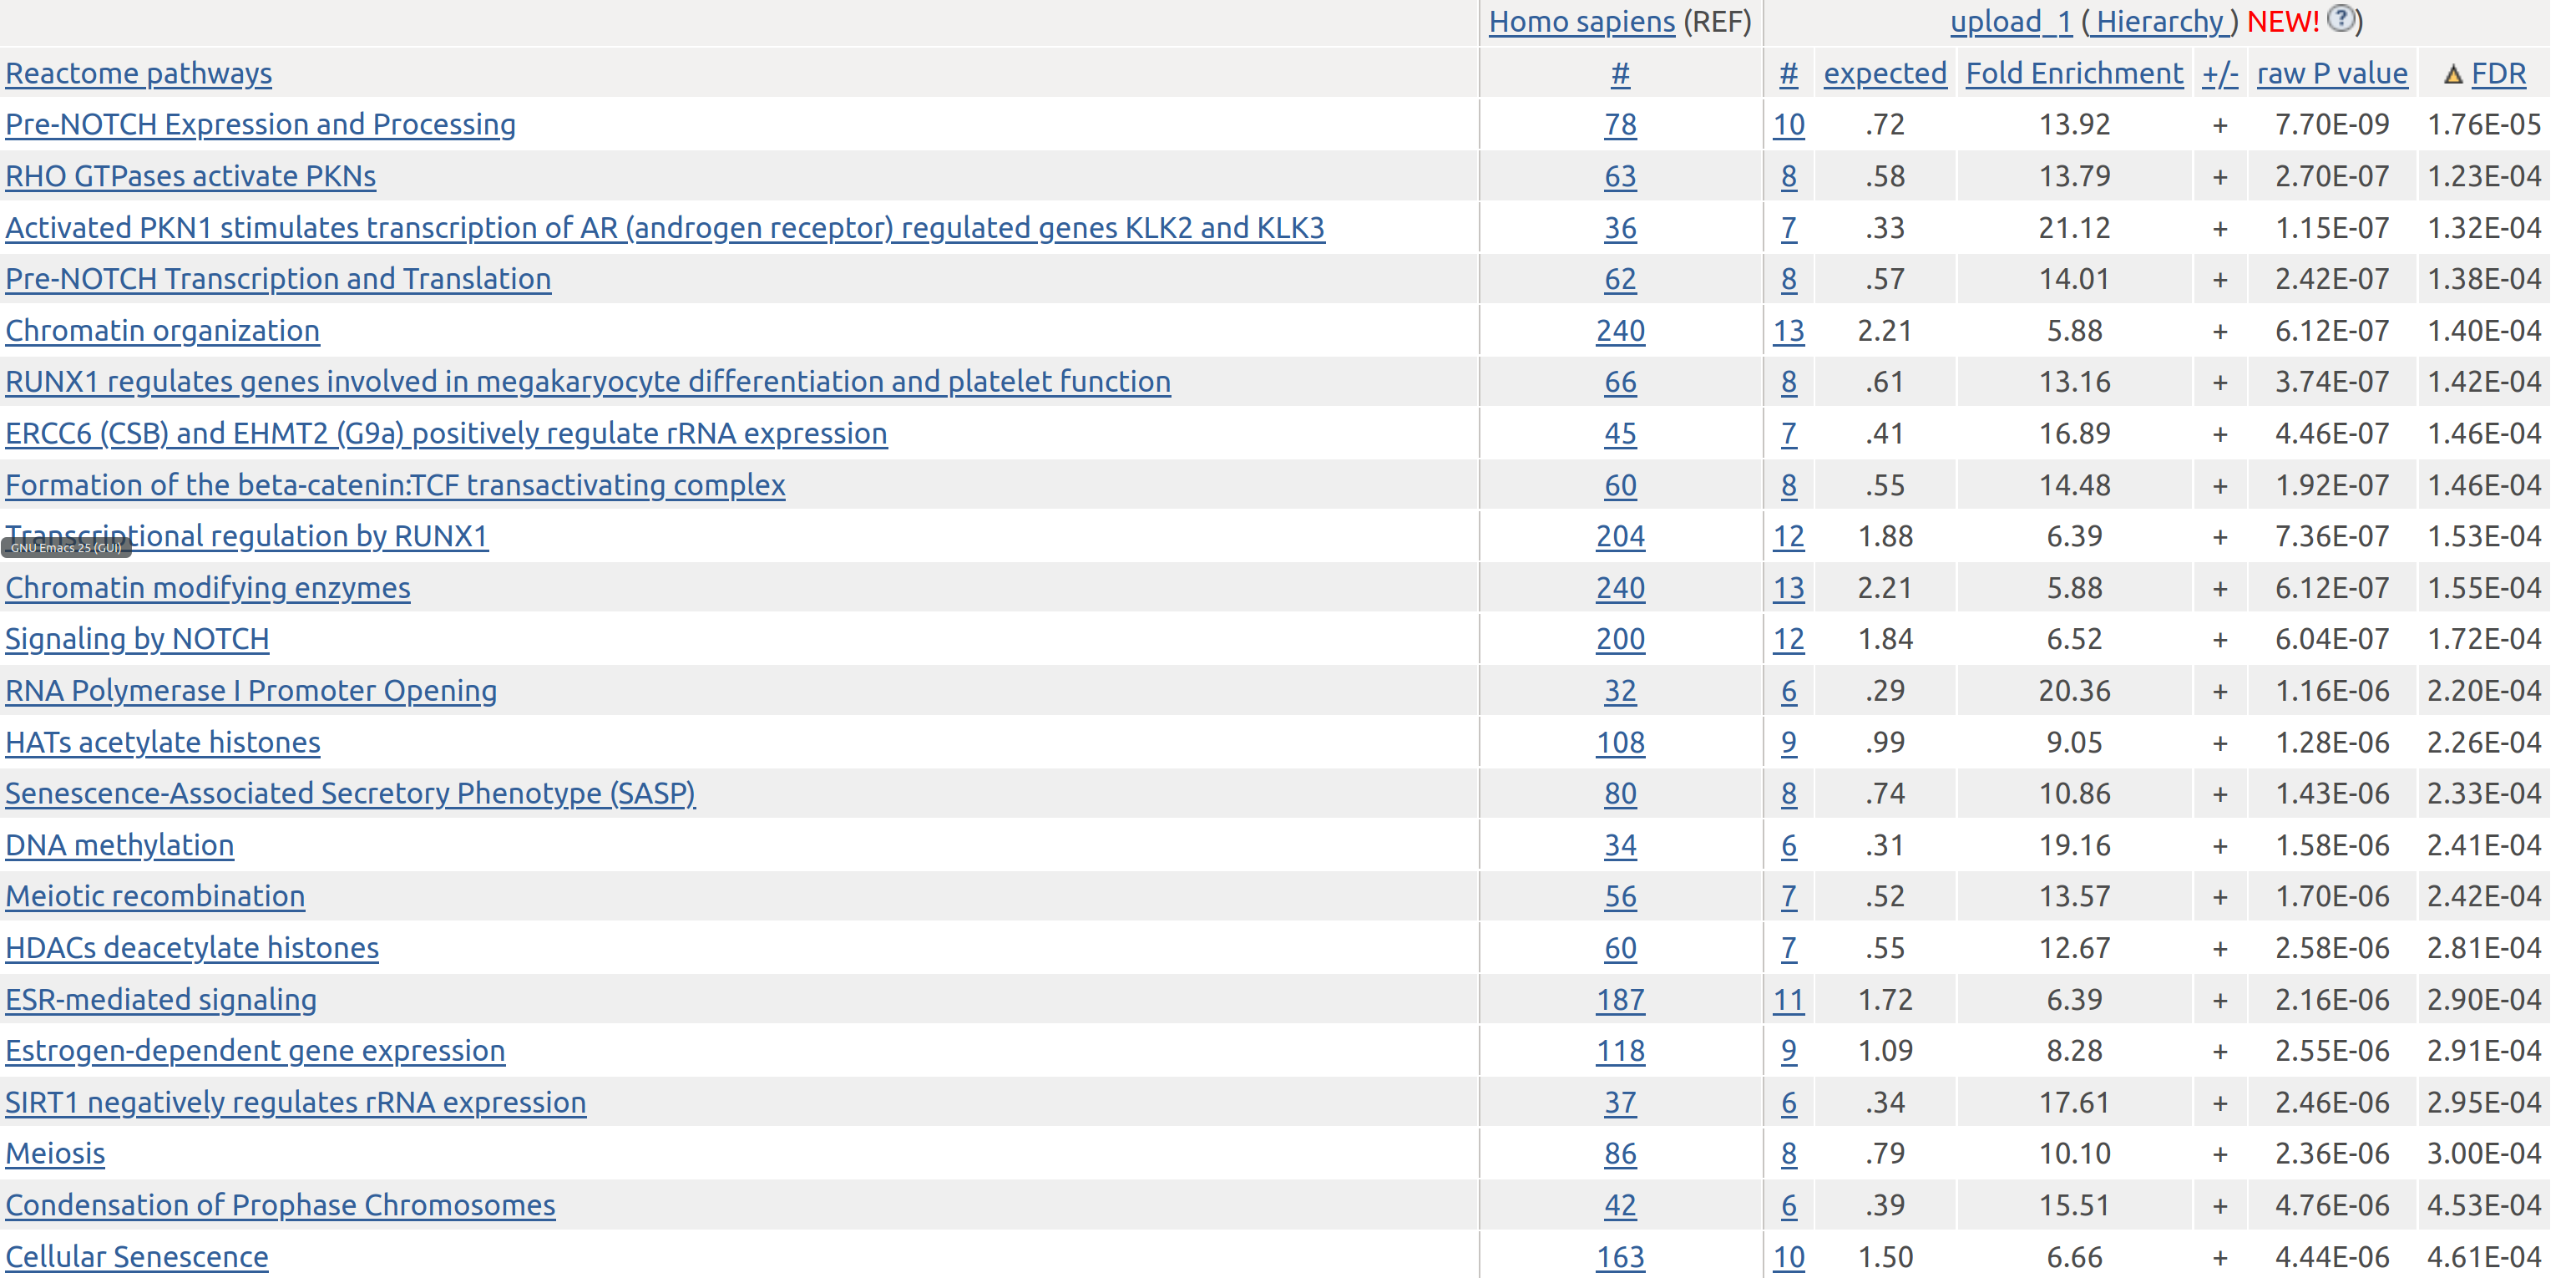 Homo sapiens (REF) upload_1 ( Hierarchy ) NEW! ? )
Reactome pathways # # expected Fold Enrichment +/- raw P value FDR
Pre-NOTCH Expression and Processing 78 10 .72 13.92 + 7.70E-09 1.76E-05
RHO GTPases activate PKNs 63 8 .58 13.79 + 2.70E-07 1.23E-04
Activated PKN1 stimulates transcription of AR (androgen receptor) regulated genes KLK2 and KLK3 36 7 .33 21.12 + 1.15E-07 1.32E-04
Pre-NOTCH Transcription and Translation 62 8 .57 14.01 + 2.42E-07 1.38E-04
Chromatin organization 240 13 2.21 5.88 + 6.12E-07 1.40E-04
RUNX1 regulates genes involved in megakaryocyte differentiation and platelet function 66 8 .61 13.16 + 3.74E-07 1.42E-04
ERCC6 (CSB) and EHMT2 (G9a) positively regulate rRNA expression 45 7 .41 16.89 + 4.46E-07 1.46E-04
Formation of the beta-catenin:TCF transactivating complex 60 8 .55 14.48 + 1.92E-07 1.46E-04
Transcriptional regulation by RUNX1 204 12 1.88 6.39 + 7.36E-07 1.53E-04
GNU Emacs 25 (GUI)
Chromatin modifying enzymes 240 13 2.21 5.88 + 6.12E-07 1.55E-04
Signaling by NOTCH 200 12 1.84 6.52 + 6.04E-07 1.72E-04
RNA Polymerase I Promoter Opening 32 6 .29 20.36 + 1.16E-06 2.20E-04
HATs acetylate histones 108 9 .99 9.05 + 1.28E-06 2.26E-04
Senescence-Associated Secretory Phenotype (SASP) 80 8 .74 10.86 + 1.43E-06 2.33E-04
DNA methylation 34 6 .31 19.16 + 1.58E-06 2.41E-04
Meiotic recombination 56 7 .52 13.57 + 1.70E-06 2.42E-04
HDACs deacetylate histones 60 7 .55 12.67 + 2.58E-06 2.81E-04
ESR-mediated signaling 187 11 1.72 6.39 + 2.16E-06 2.90E-04
Estrogen-dependent gene expression 118 9 1.09 8.28 + 2.55E-06 2.91E-04
SIRT1 negatively regulates rRNA expression 37 6 .34 17.61 + 2.46E-06 2.95E-04
Meiosis 86 8 .79 10.10 + 2.36E-06 3.00E-04
Condensation of Prophase Chromosomes 42 6 .39 15.51 + 4.76E-06 4.53E-04
Cellular Senescence 163 10 1.50 6.66 + 4.44E-06 4.61E-04